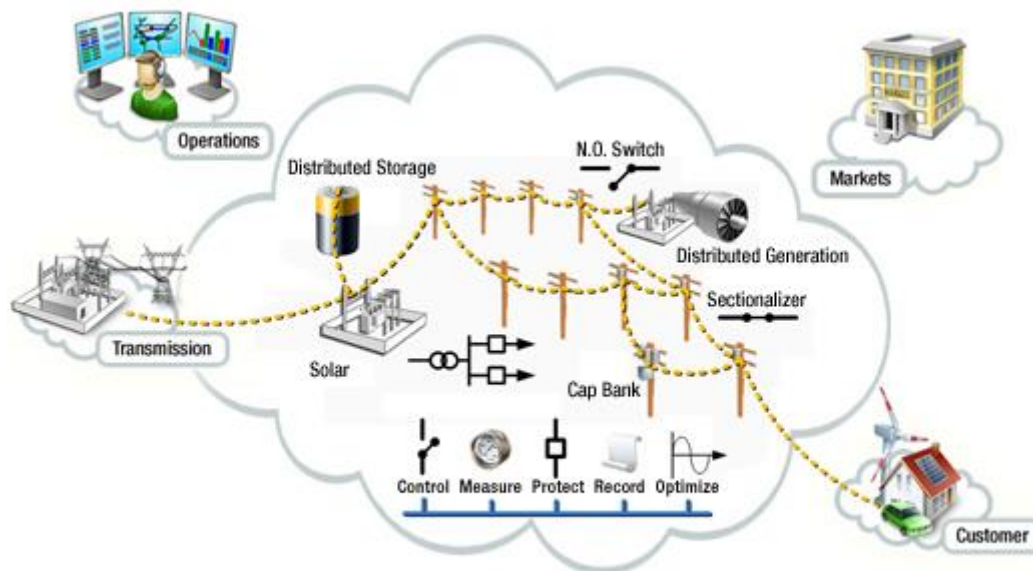 Operations
Markets
N.O. Switch
Distributed Storage
Distributed Generation
Sectionalizer
Transmission
Solar
Cap Bank
Control Measure Protect Record Optimize
Customer